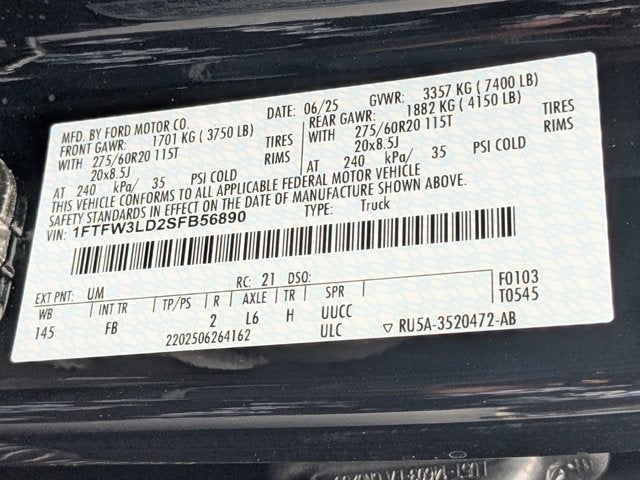 MFD. BY FORD MOTOR CO. DATE: 06/25 GVWR: 3357 KG ( 7400 LB)
FRONT GAWR: 1701 KG ( 3750 LB) REAR GAWR: 1882 KG ( 4150 LB)
WITH 275/60R20 115T TIRES WITH 275/60R20 115T TIRES
20x8.5J RIMS 20x8.5J RIMS
AT 240 kPa/ 35 PSI COLD AT 240 kPa/ 35 PSI COLD
THIS VEHICLE CONFORMS TO ALL APPLICABLE FEDERAL MOTOR VEHICLE
SAFETY STANDARDS IN EFFECT ON THE DATE OF MANUFACTURE SHOWN ABOVE.
VIN: 1FTFW3LD2SFB56890 TYPE: Truck
EXT PNT: UM RC: 21 DSO: F0103
WB INT TR TP/PS R AXLE TR SPR T0545
145 FB 2 L6 H UUCC
2202506264162 ULC ▽ RU5A-3520472-AB